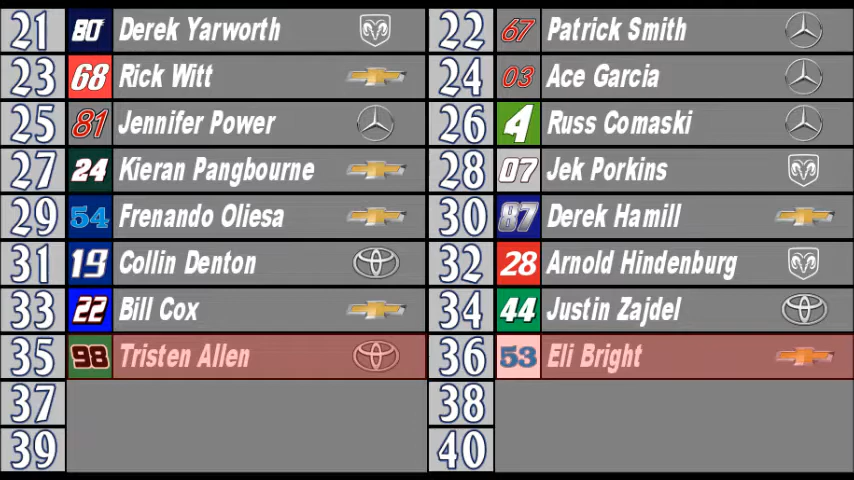 21 80 Derek Yarworth
22 67 Patrick Smith
23 68 Rick Witt
24 03 Ace Garcia
25 81 Jennifer Power
26 4 Russ Comaski
27 24 Kieran Pangbourne
28 07 Jek Porkins
29 54 Frenando Oliesa
30 87 Derek Hamill
31 19 Collin Denton
32 28 Arnold Hindenburg
33 22 Bill Cox
34 44 Justin Zajdel
35 98 Tristen Allen
36 53 Eli Bright
37
38
39
40